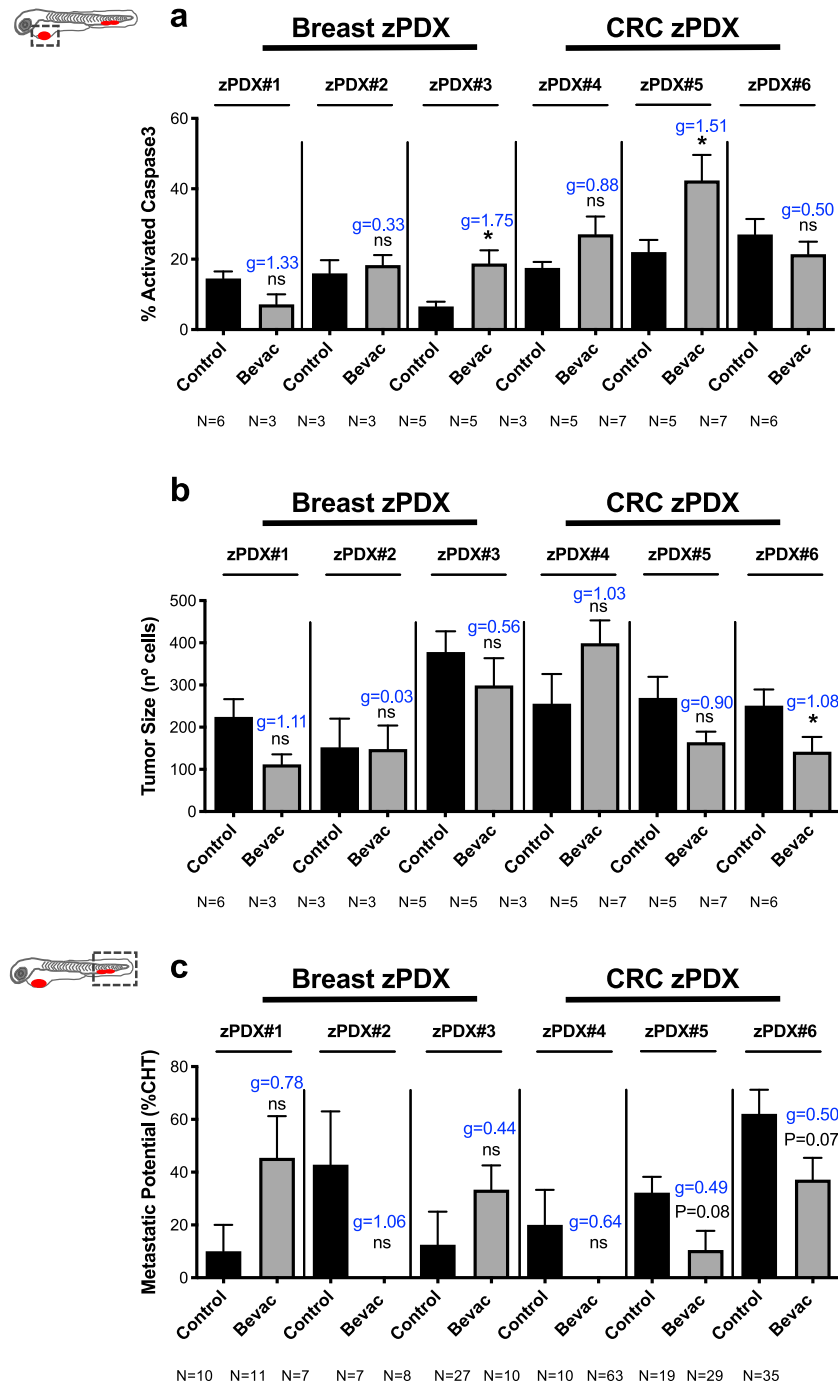 a
Breast zPDX CRC zPDX
zPDX#1 zPDX#2 zPDX#3 zPDX#4 zPDX#5 zPDX#6
% Activated Caspase3
60
40
20
0
g=1.33
ns
g=0.33
ns
g=1.75
*
g=0.88
ns
g=1.51
*
g=0.50
ns
Control Bevac Control Bevac Control Bevac Control Bevac Control Bevac Control Bevac
N=6 N=3 N=3 N=3 N=5 N=5 N=3 N=5 N=7 N=5 N=7 N=6
b
Breast zPDX CRC zPDX
zPDX#1 zPDX#2 zPDX#3 zPDX#4 zPDX#5 zPDX#6
Tumor Size (nº cells)
500
400
300
200
100
0
g=1.11
ns
g=0.03
ns
g=0.56
ns
g=1.03
ns
g=0.90
ns
g=1.08
*
Control Bevac Control Bevac Control Bevac Control Bevac Control Bevac Control Bevac
N=6 N=3 N=3 N=3 N=5 N=5 N=3 N=5 N=7 N=5 N=7 N=6
c
Breast zPDX CRC zPDX
zPDX#1 zPDX#2 zPDX#3 zPDX#4 zPDX#5 zPDX#6
Metastatic Potential (%CHT)
80
60
40
20
0
g=0.78
ns
g=1.06
ns
g=0.44
ns
g=0.64
ns
g=0.49
P=0.08
g=0.50
P=0.07
Control Bevac Control Bevac Control Bevac Control Bevac Control Bevac Control Bevac
N=10 N=11 N=7 N=7 N=8 N=27 N=10 N=10 N=63 N=19 N=29 N=35